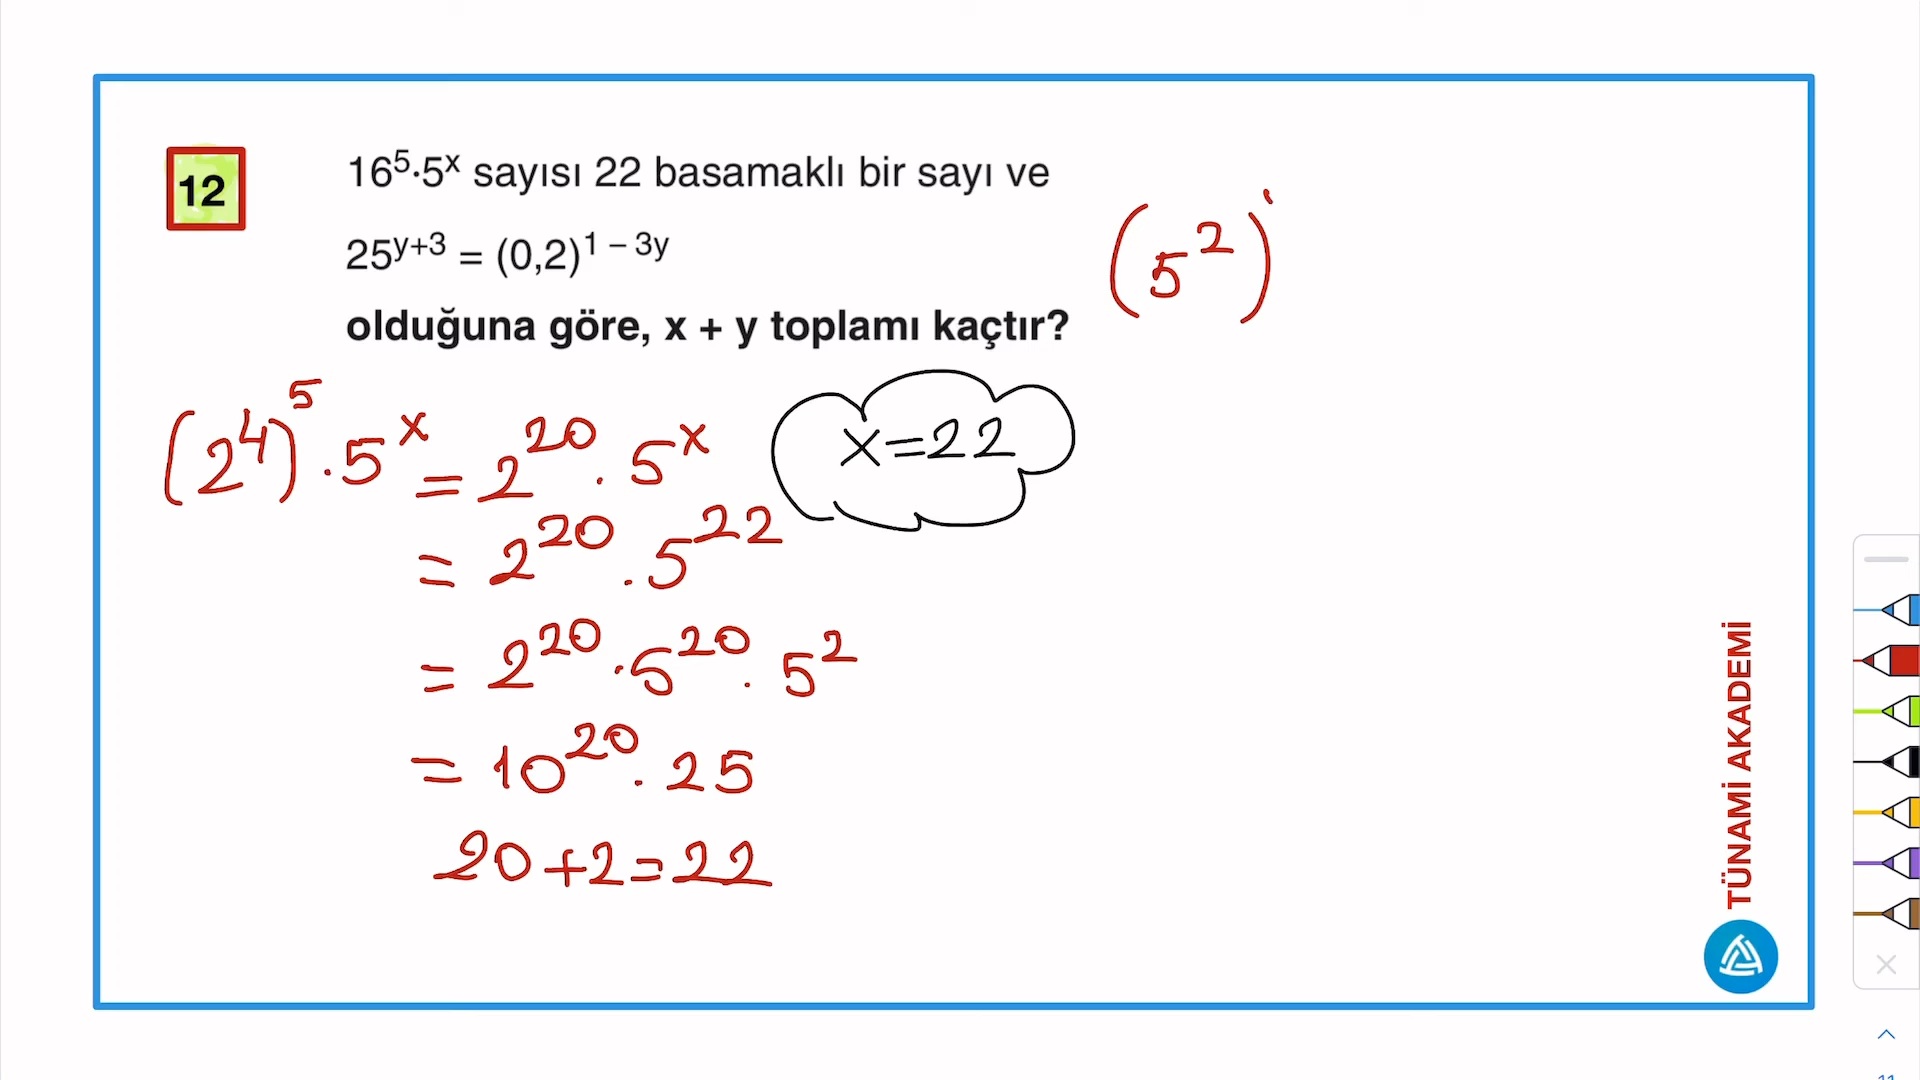 12
16⁵·5ˣ sayısı 22 basamaklı bir sayı ve
25ʸ⁺³ = (0,2)¹ ⁻ ³ʸ
olduğuna göre, x + y toplamı kaçtır?
(5²)
(2⁴)⁵ · 5ˣ = 2²⁰ · 5ˣ
x=22
= 2²⁰ · 5²²
= 2²⁰ · 5²⁰ · 5²
= 10²⁰ · 25
20+2=22
TÜNAMİ AKADEMİ